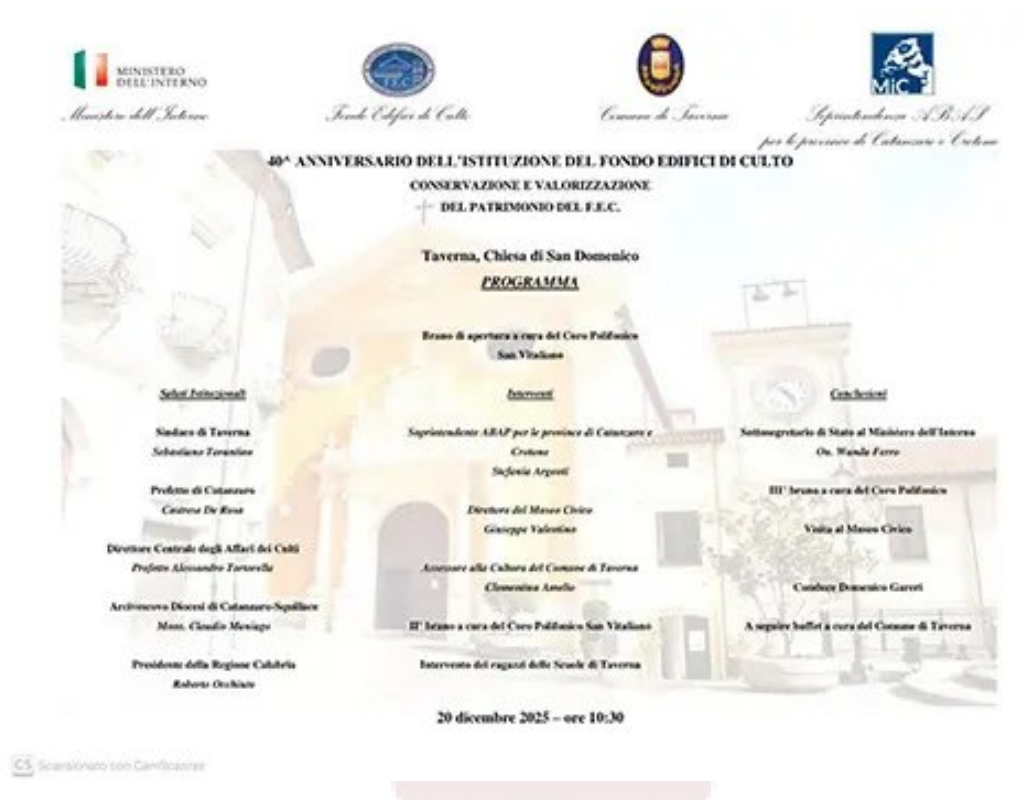 MINISTERO
DELL'INTERNO
F.E.C.
MiC
Ministero dell'Interno
Fondo Edifici di Culto
Comune di Taverna
Soprintendenza A.B.A.P.
per le province di Catanzaro e Crotone
40^ ANNIVERSARIO DELL'ISTITUZIONE DEL FONDO EDIFICI DI CULTO
CONSERVAZIONE E VALORIZZAZIONE
DEL PATRIMONIO DEL F.E.C.
Taverna, Chiesa di San Domenico
PROGRAMMA
Brano di apertura a cura del Coro Polifonico
San Vitaliano
Saluti Istituzionali
Sindaco di Taverna
Sebastiano Tarantino
Prefetto di Catanzaro
Castrese De Rosa
Direttore Centrale degli Affari dei Culti
Prefetto Alessandro Tortorella
Arcivescovo Diocesi di Catanzaro-Squillace
Mons. Claudio Maniago
Presidente della Regione Calabria
Roberto Occhiuto
Interventi
Soprintendente ABAP per le province di Catanzaro e
Crotone
Stefania Argenti
Direttore del Museo Civico
Giuseppe Valentino
Assessore alla Cultura del Comune di Taverna
Clementina Amelio
II° brano a cura del Coro Polifonico San Vitaliano
Intervento dei ragazzi delle Scuole di Taverna
Conclusioni
Sottosegretario di Stato al Ministero dell'Interno
On. Wanda Ferro
III° brano a cura del Coro Polifonico
Visita al Museo Civico
Conduce Domenico Gareri
A seguire buffet a cura del Comune di Taverna
20 dicembre 2025 – ore 10:30
CS Scansionato con CamScanner